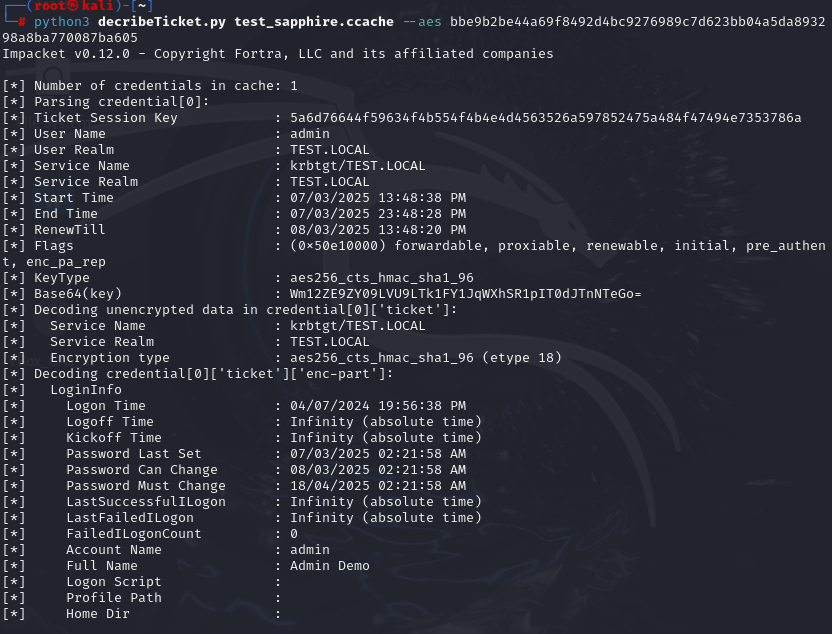 ┌──(root㉿kali)-[~]
└─# python3 decribeTicket.py test_sapphire.ccache --aes bbe9b2be44a69f8492d4bc9276989c7d623bb04a5da8932
98a8ba770087ba605
Impacket v0.12.0 - Copyright Fortra, LLC and its affiliated companies
[*] Number of credentials in cache: 1
[*] Parsing credential[0]:
[*] Ticket Session Key            : 5a6d76644f59634f4b554f4b4e4d4563526a597852475a484f47494e7353786a
[*] User Name                     : admin
[*] User Realm                    : TEST.LOCAL
[*] Service Name                  : krbtgt/TEST.LOCAL
[*] Service Realm                 : TEST.LOCAL
[*] Start Time                    : 07/03/2025 13:48:38 PM
[*] End Time                      : 07/03/2025 23:48:28 PM
[*] RenewTill                     : 08/03/2025 13:48:20 PM
[*] Flags                         : (0×50e10000) forwardable, proxiable, renewable, initial, pre_authen
t, enc_pa_rep
[*] KeyType                       : aes256_cts_hmac_sha1_96
[*] Base64(key)                   : Wm12ZE9ZY09LVU9LTk1FY1JqWXhSR1pIT0dJTnNTeGo=
[*] Decoding unencrypted data in credential[0]['ticket']:
[*]   Service Name                : krbtgt/TEST.LOCAL
[*]   Service Realm               : TEST.LOCAL
[*]   Encryption type             : aes256_cts_hmac_sha1_96 (etype 18)
[*] Decoding credential[0]['ticket']['enc-part']:
[*]   LoginInfo
[*]     Logon Time                : 04/07/2024 19:56:38 PM
[*]     Logoff Time               : Infinity (absolute time)
[*]     Kickoff Time              : Infinity (absolute time)
[*]     Password Last Set         : 07/03/2025 02:21:58 AM
[*]     Password Can Change       : 08/03/2025 02:21:58 AM
[*]     Password Must Change      : 18/04/2025 02:21:58 AM
[*]     LastSuccessfulILogon      : Infinity (absolute time)
[*]     LastFailedILogon          : Infinity (absolute time)
[*]     FailedILogonCount         : 0
[*]     Account Name              : admin
[*]     Full Name                 : Admin Demo
[*]     Logon Script              :
[*]     Profile Path              :
[*]     Home Dir                  :